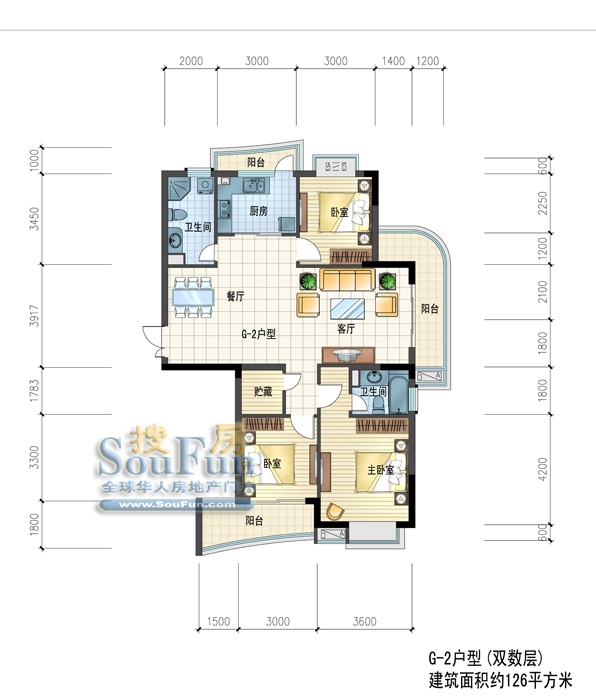 2000 3000 3000 1400 1200
1000
3450
3917
1783
3300
1800
600
2250
1200
2100
1800
1800
4200
600
阳台
厨房
卫生间
卧室
餐厅
客厅
阳台
G-2户型
贮藏
卫生间
卧室
主卧室
阳台
搜房
SouFun
全球华人房地产门户
www.SouFun.com
A
A
1500 3000 3600
G-2户型(双数层)
建筑面积约126平方米